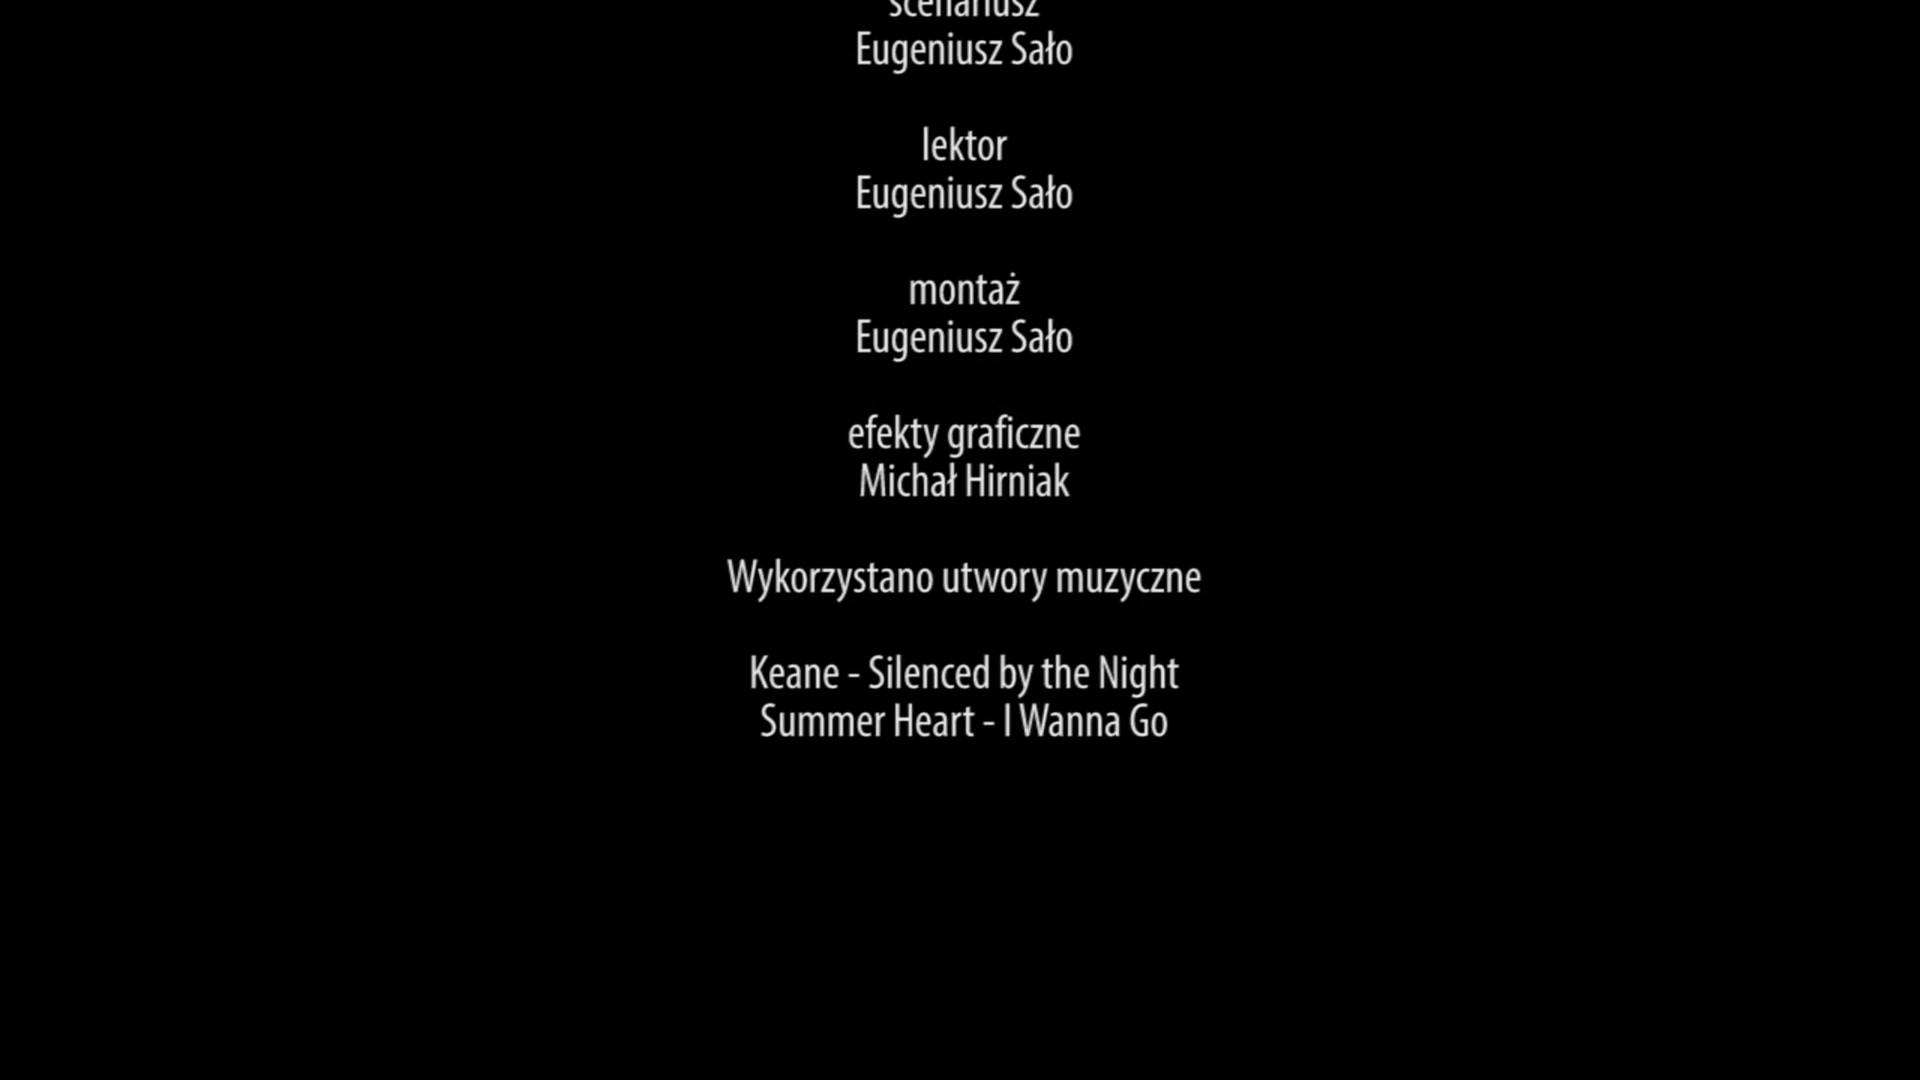 scenariusz
Eugeniusz Sało
lektor
Eugeniusz Sało
montaż
Eugeniusz Sało
efekty graficzne
Michał Hirniak
Wykorzystano utwory muzyczne
Keane - Silenced by the Night
Summer Heart - I Wanna Go